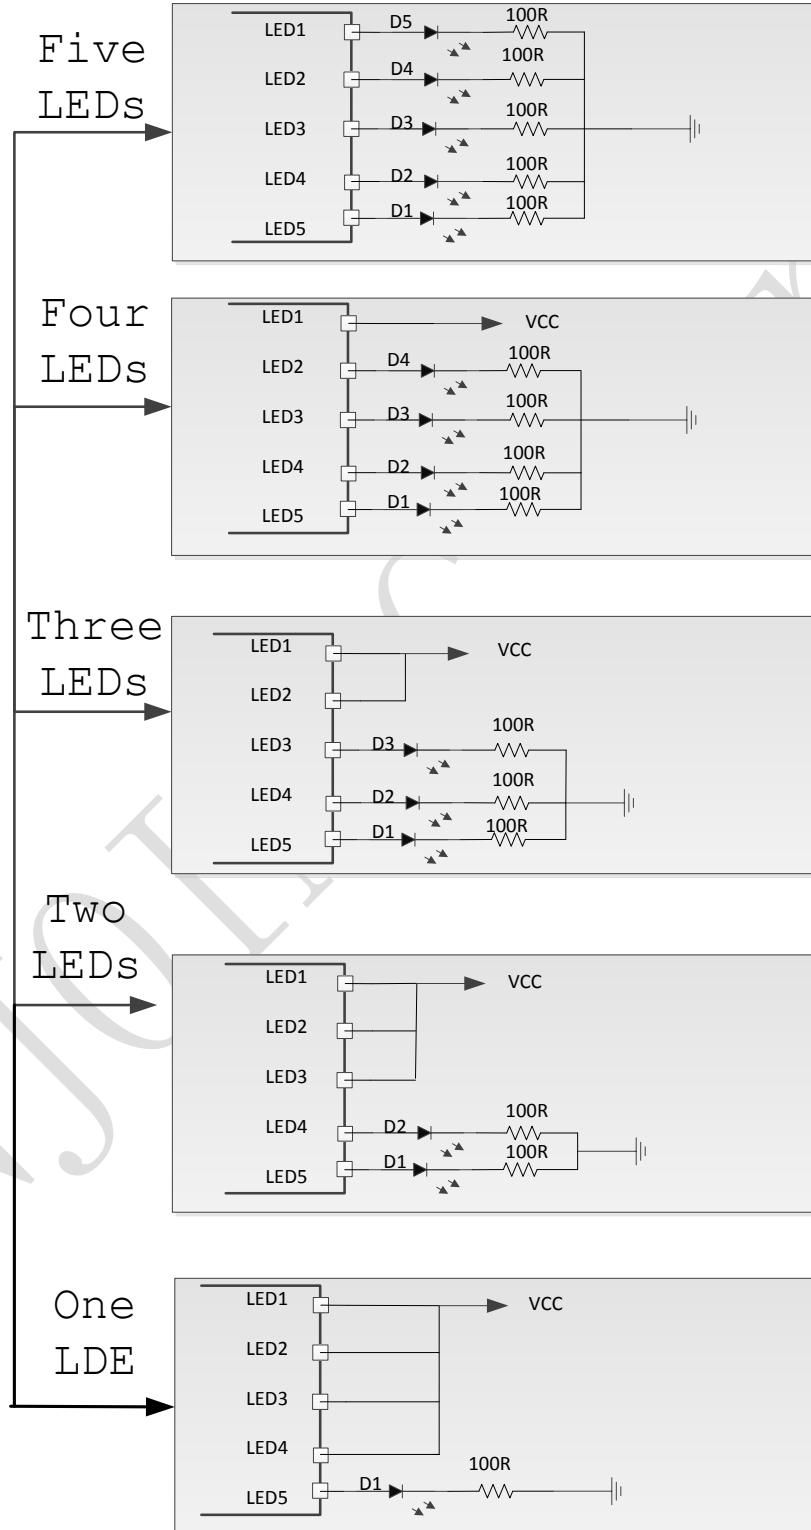 Five
LEDs
LED1
D5
100R
LED2
D4
100R
LED3
D3
100R
LED4
D2
100R
LED5
D1
100R
Four
LEDs
LED1
VCC
LED2
D4
100R
LED3
D3
100R
LED4
D2
100R
LED5
D1
100R
Three
LEDs
LED1
VCC
LED2
LED3
D3
100R
LED4
D2
100R
LED5
D1
100R
Two
LEDs
LED1
VCC
LED2
LED3
LED4
D2
100R
LED5
D1
100R
One
LDE
LED1
VCC
LED2
LED3
LED4
LED5
D1
100R